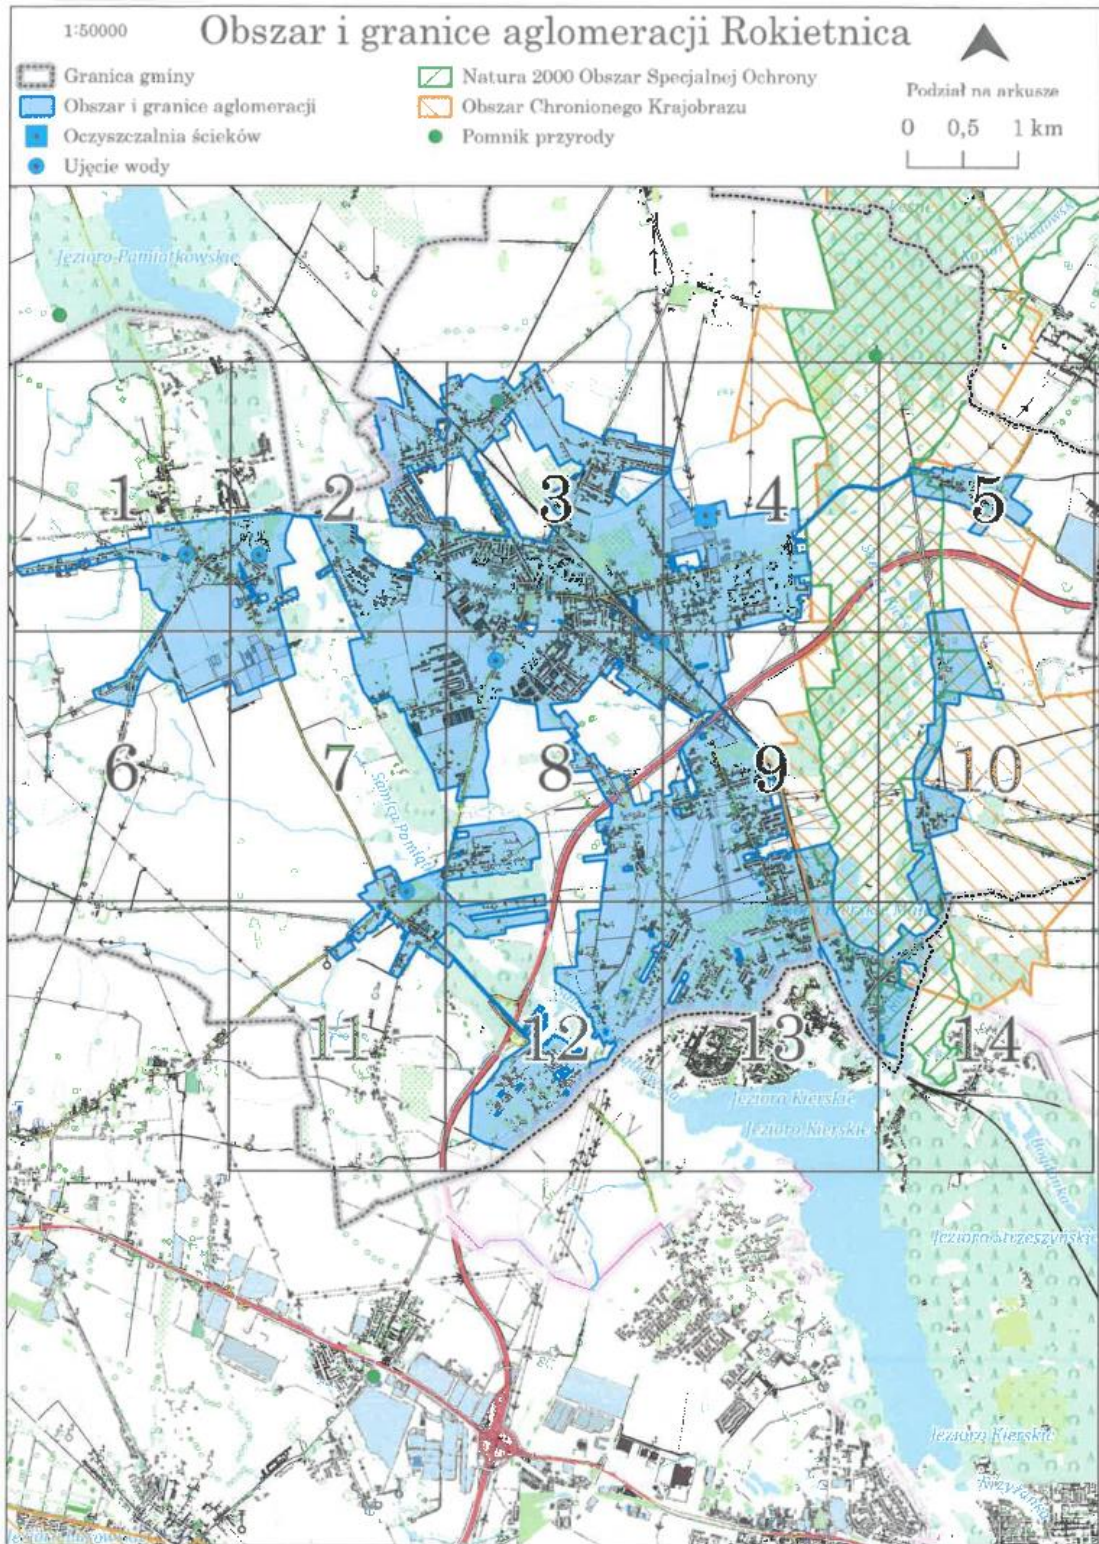 1:50000
Obszar i granice aglomeracji Rokietnica
Granica gminy
Obszar i granice aglomeracji
Oczyszczalnia ścieków
Ujęcie wody
Natura 2000 Obszar Specjalnej Ochrony
Obszar Chronionego Krajobrazu
Pomnik przyrody
Podział na arkusze
0 0,5 1 km
Jezioro Pamiątkowskie
1 2 3 4 5
6 7 8 9 10
11 12 13 14
Jezioro Kierskie
Jezioro Kierskie
Jezioro Strzeszyńskie
Jezioro Kierskie